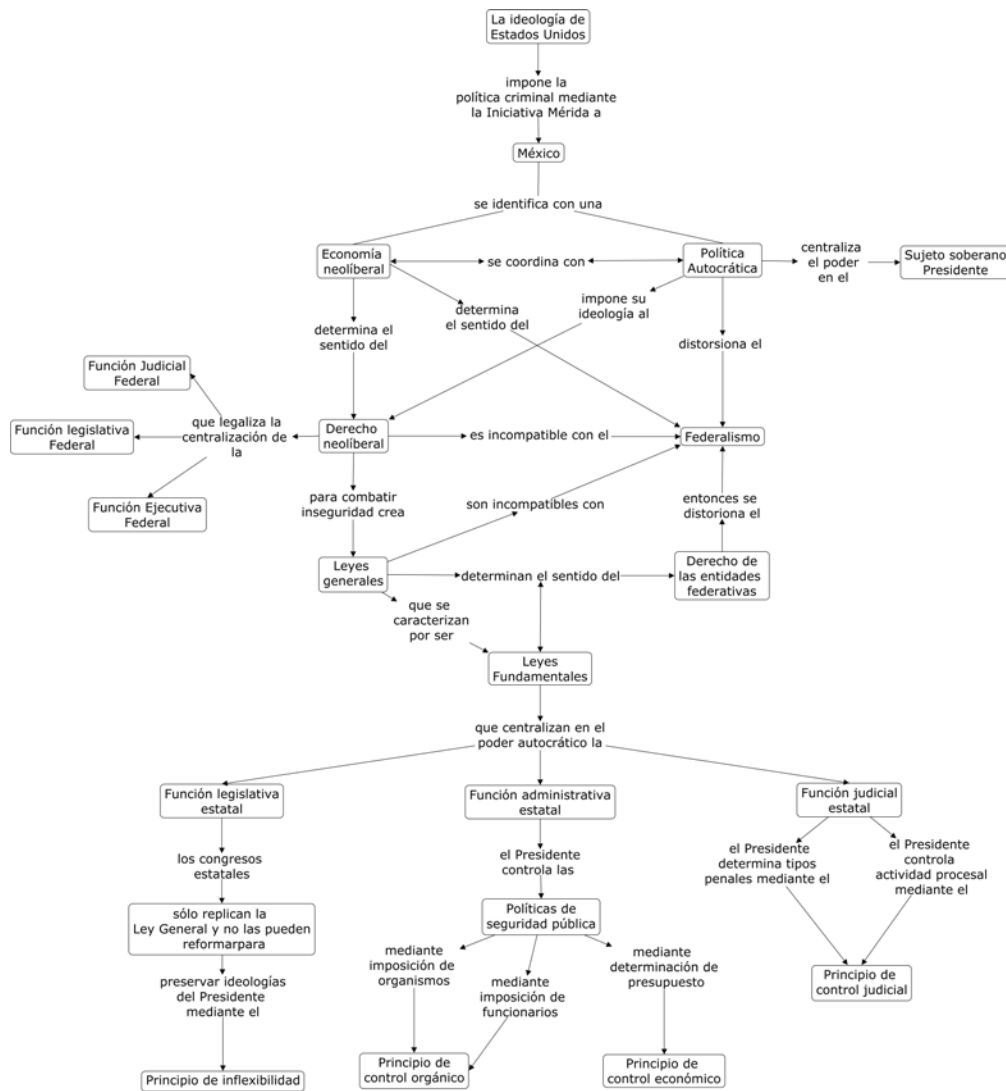 La ideología de
Estados Unidos
impone la
política criminal mediante
la Iniciativa Mérida a
México
se identifica con una
Economía
neolíberal
se coordina con
Política
Autocrática
centraliza
el poder
en el
Sujeto soberano
Presidente
determina el
sentido del
determina
el sentido del
impone su
ideología al
distorsiona el
Función Judicial
Federal
Función legislativa
Federal
Función Ejecutiva
Federal
que legaliza la
centralización de
la
Derecho
neolíberal
es incompatible con el
Federalismo
para combatir
inseguridad crea
son incompatibles con
entonces se
distoriona el
Leyes
generales
determinan el sentido del
Derecho de
las entidades
federativas
que se
caracterizan
por ser
Leyes
Fundamentales
que centralizan en el
poder autocrático la
Función legislativa
estatal
Función administrativa
estatal
Función judicial
estatal
los congresos
estatales
el Presidente
controla las
el Presidente
determina tipos
penales mediante el
el Presidente
controla
actividad procesal
mediante el
sólo replican la
Ley General y no las pueden
reformarpara
Políticas de
seguridad pública
preservar ideologías
del Presidente
mediante el
mediante
imposición de
organismos
mediante
imposición de
funcionarios
mediante
determinación de
presupuesto
Principio de
control judicial
Principio de inflexibilidad
Principio de
control orgánico
Principio de
control económico